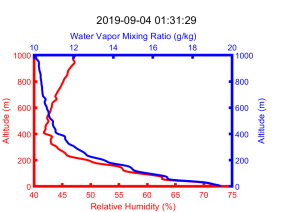 2019-09-04 01:31:29
Water Vapor Mixing Ratio (g/kg)
10 12 14 16 18 20
1000 1000
800 800
600 600
400 400
200 200
0 0
Altitude (m) Altitude (m)
40 45 50 55 60 65 70 75
Relative Humidity (%)